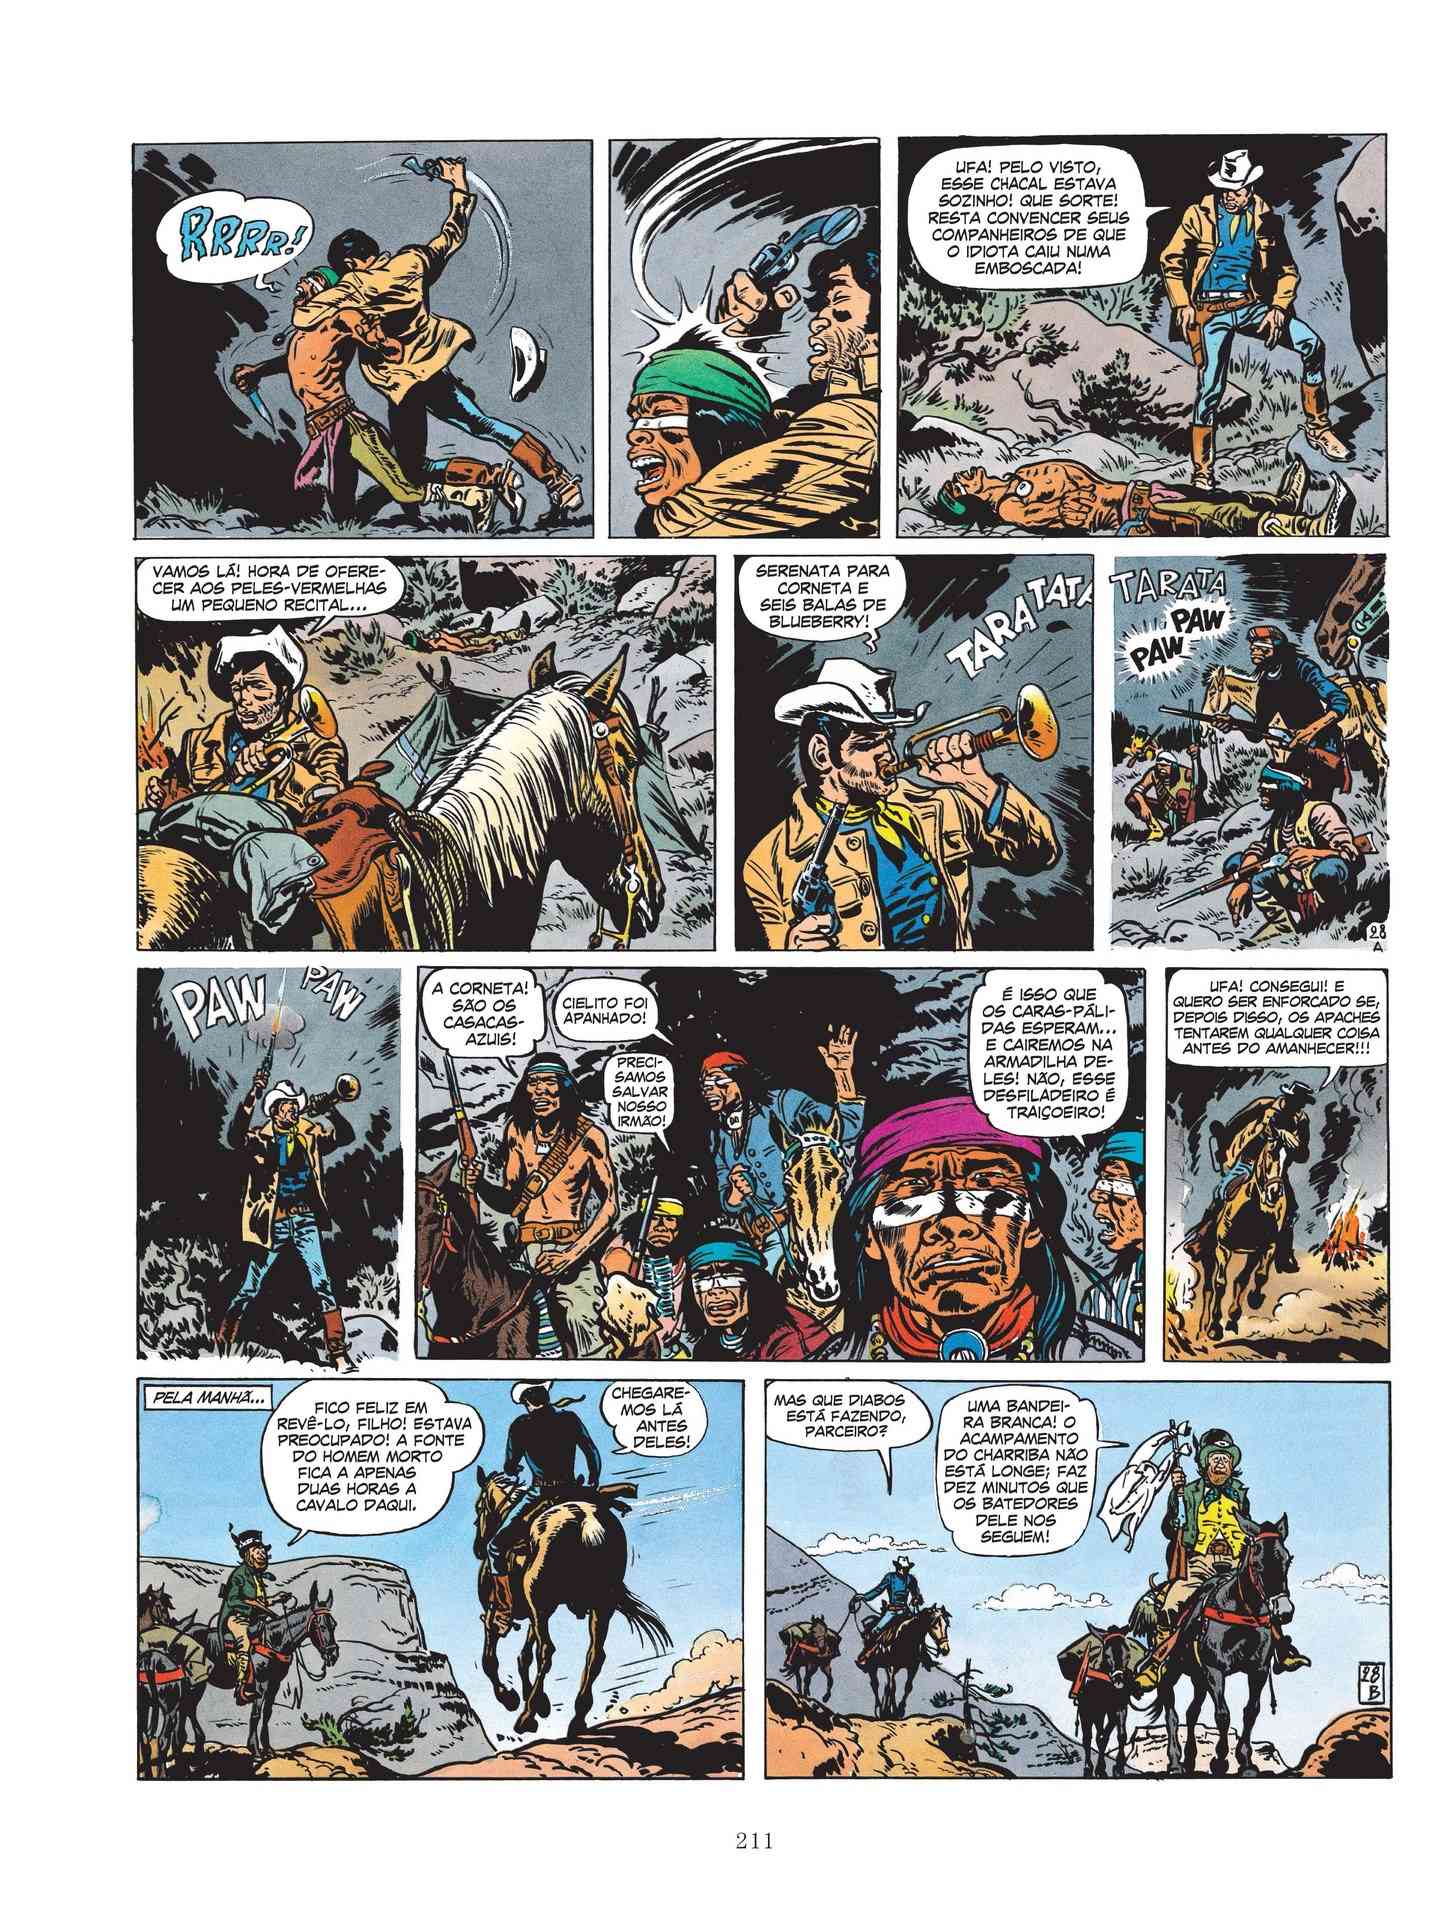 RRRR!
UFA! PELO VISTO,
ESSE CHACAL ESTAVA
SOZINHO! QUE SORTE!
RESTA CONVENCER SEUS
COMPANHEIROS DE QUE
O IDIOTA CAIU NUMA
EMBOSCADA!
VAMOS LÁ! HORA DE OFERE-
CER AOS PELES-VERMELHAS
UM PEQUENO RECITAL...
SERENATA PARA
CORNETA E
SEIS BALAS DE
BLUEBERRY!
TARATATATA
TARATA
PAW
PAW
28
A
PAW
PAW
A CORNETA!
SÃO OS
CASACAS-
AZUIS!
CIELITO FOI
APANHADO!
PRECI-
SAMOS
SALVAR
NOSSO
IRMÃO!
É ISSO QUE
OS CARAS-PÁLI-
DAS ESPERAM...
E CAIREMOS NA
ARMADILHA DE-
LES! NÃO, ESSE
DESFILADEIRO É
TRAIÇOEIRO!
UFA! CONSEGUI! E
QUERO SER ENFORCADO SE,
DEPOIS DISSO, OS APACHES
TENTAREM QUALQUER COISA
ANTES DO AMANHECER!!!
PELA MANHÃ...
FICO FELIZ EM
REVÊ-LO, FILHO! ESTAVA
PREOCUPADO! A FONTE
DO HOMEM MORTO
FICA A APENAS
DUAS HORAS A
CAVALO DAQUI.
CHEGARE-
MOS LÁ
ANTES
DELES!
MAS QUE DIABOS
ESTÁ FAZENDO,
PARCEIRO?
UMA BANDEI-
RA BRANCA! O
ACAMPAMENTO
DO CHARRIBA NÃO
ESTÁ LONGE; FAZ
DEZ MINUTOS QUE
OS BATEDORES
DELE NOS
SEGUEM!
28
B
211